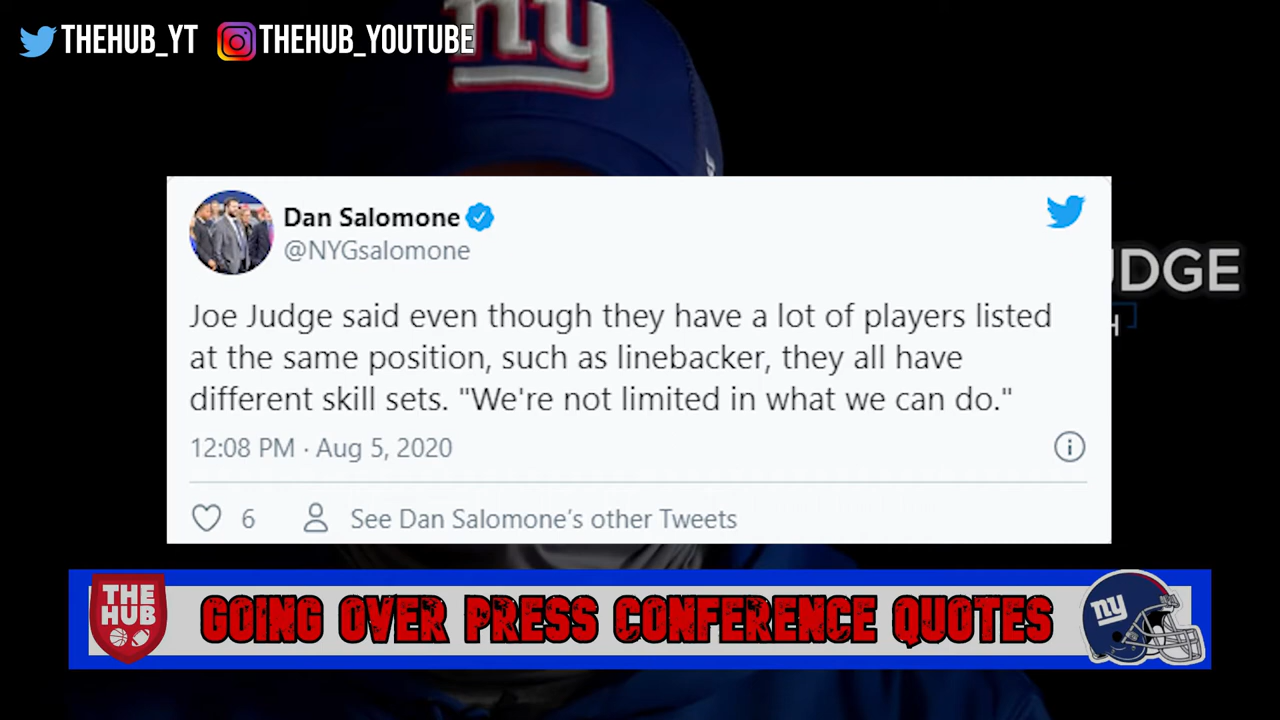 THEHUB_YT THEHUB_YOUTUBE
ny
Dan Salomone
@NYGsalomone
JDGE
Joe Judge said even though they have a lot of players listed
at the same position, such as linebacker, they all have
different skill sets. "We're not limited in what we can do."
12:08 PM · Aug 5, 2020
6 See Dan Salomone's other Tweets
THE
HUB
GOING OVER PRESS CONFERENCE QUOTES
ny